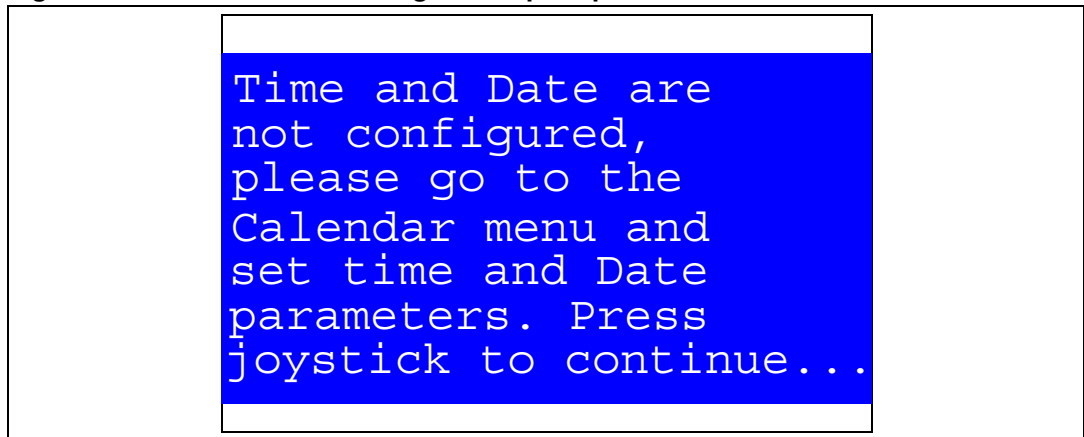 Time and Date are
not configured,
please go to the
Calendar menu and
set time and Date
parameters. Press
joystick to continue...